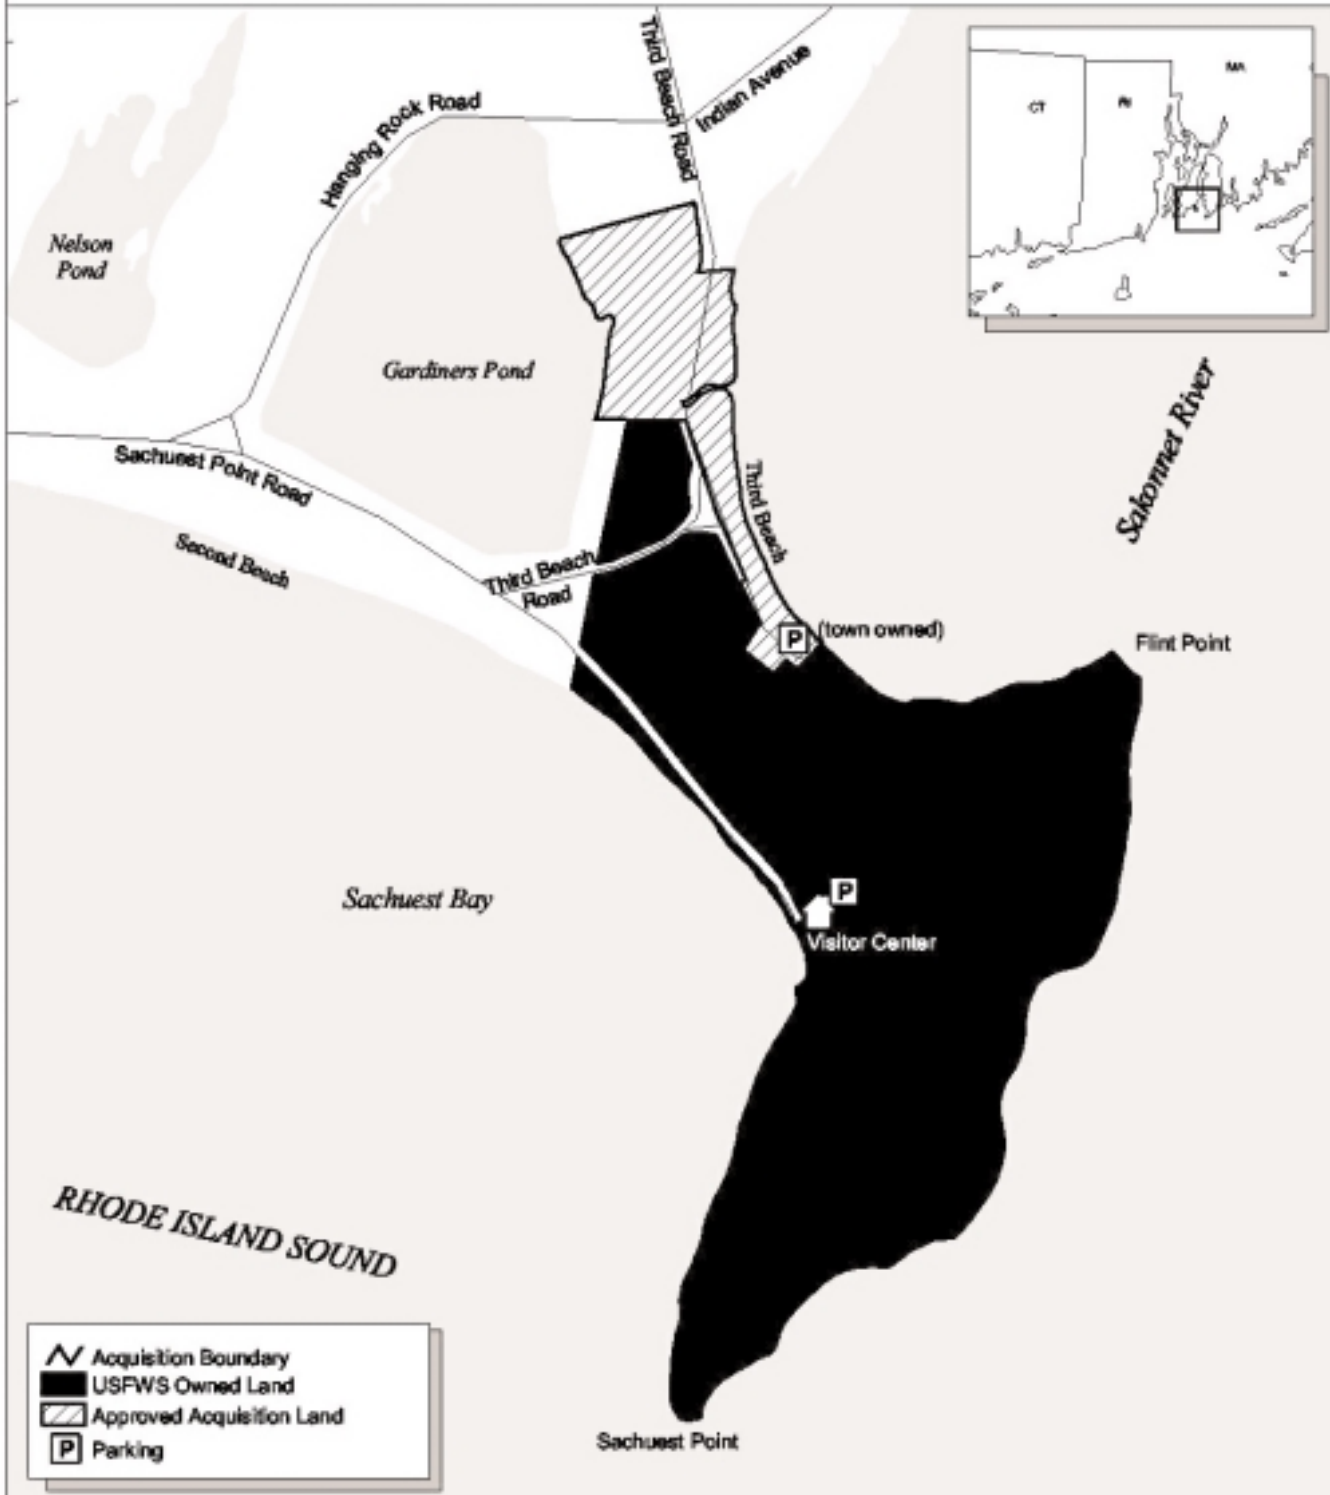 Third Beach Road
Indian Avenue
Hanging Rock Road
MA
CT
RI
Nelson
Pond
Gardiners Pond
Sakonnet River
Sachuest Point Road
Third Beach
Second Beach
Third Beach
Road
P
(town owned)
Flint Point
P
Sachuest Bay
Visitor Center
RHODE ISLAND SOUND
Acquisition Boundary
USFWS Owned Land
Approved Acquisition Land
P Parking
Sachuest Point